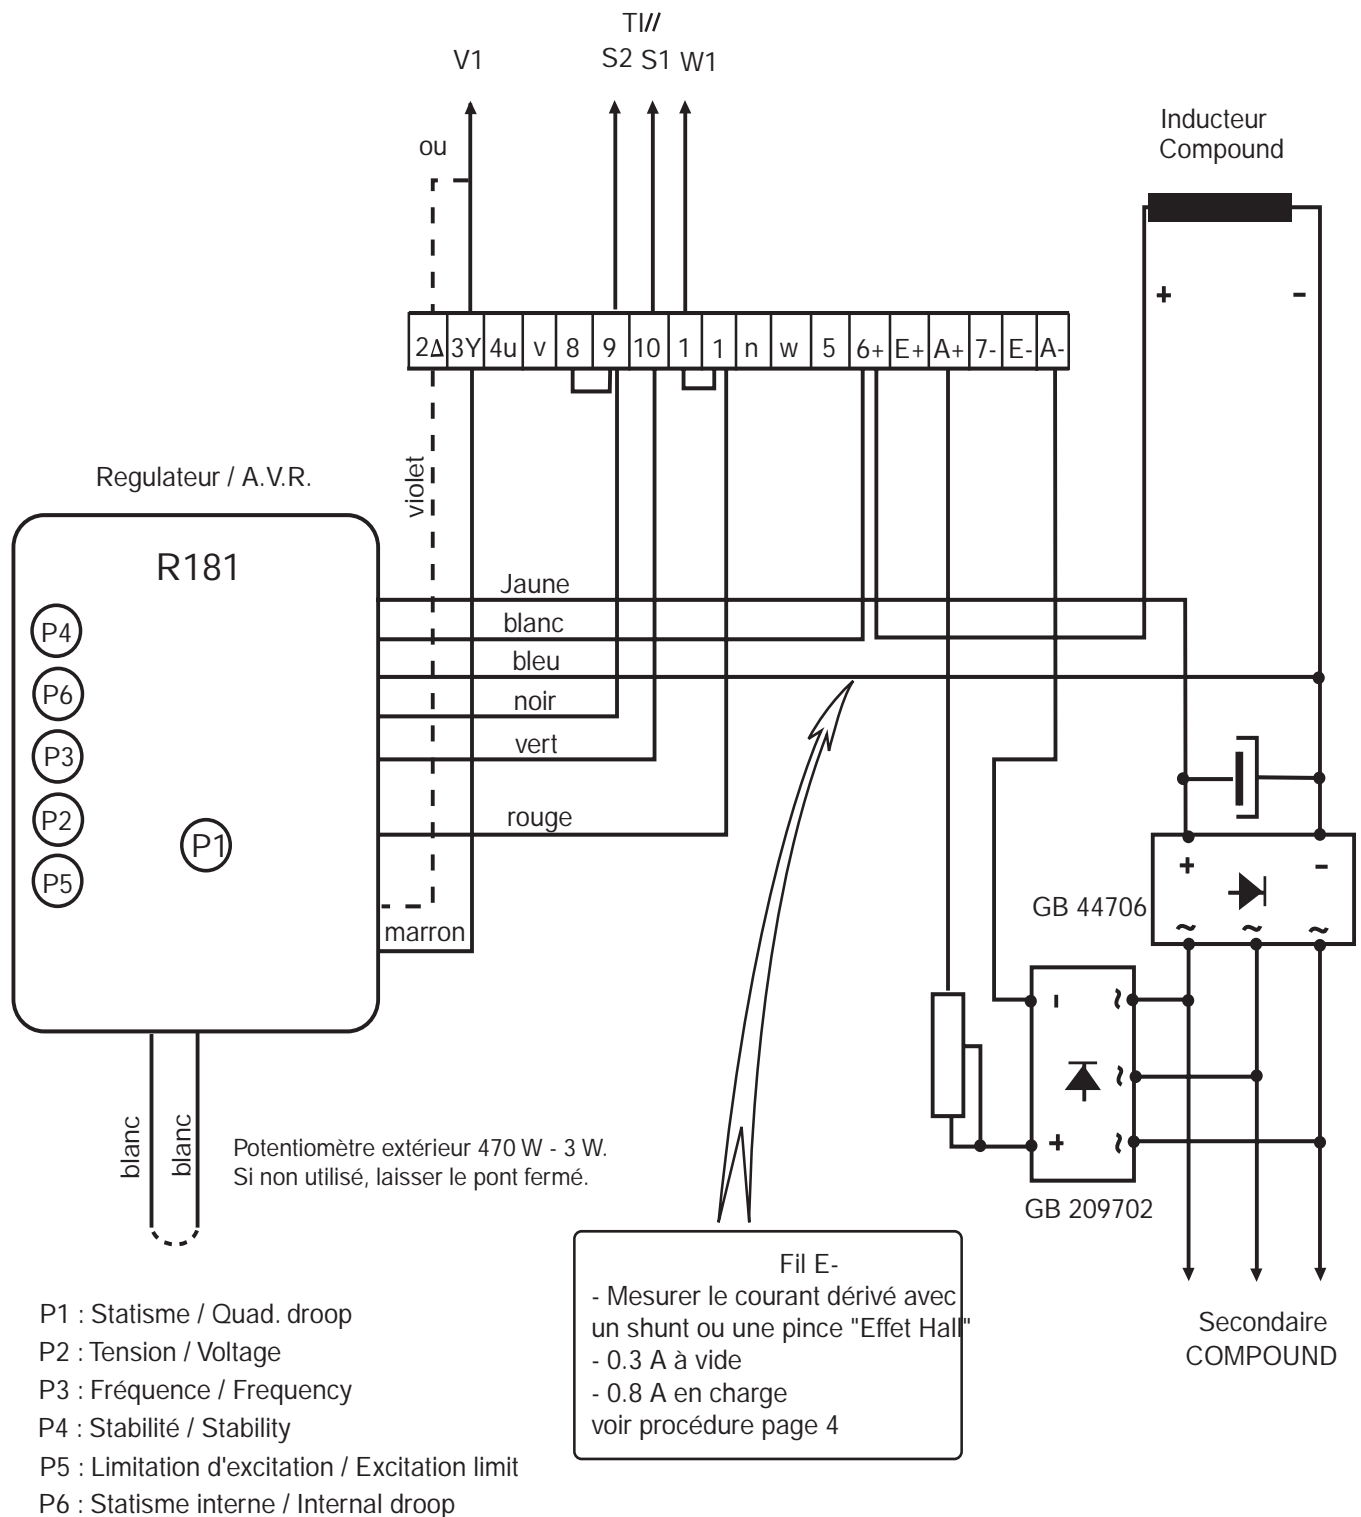 TI//
V1
S2 S1 W1
ou
Inducteur
Compound
+ -
2Δ 3Y 4u v 8 9 10 1 1 n w 5 6+ E+ A+ 7- E- A-
violet
Regulateur / A.V.R.
R181
Jaune
blanc
bleu
noir
vert
rouge
marron
P4
P6
P3
P2
P5
P1
+ -
~ ~ ~
GB 44706
- ~
~
+ ~
GB 209702
blanc
blanc
Potentiomètre extérieur 470 W - 3 W.
Si non utilisé, laisser le pont fermé.
Fil E-
- Mesurer le courant dérivé avec
un shunt ou une pince "Effet Hall"
- 0.3 A à vide
- 0.8 A en charge
voir procédure page 4
Secondaire
COMPOUND
P1 : Statisme / Quad. droop
P2 : Tension / Voltage
P3 : Fréquence / Frequency
P4 : Stabilité / Stability
P5 : Limitation d'excitation / Excitation limit
P6 : Statisme interne / Internal droop